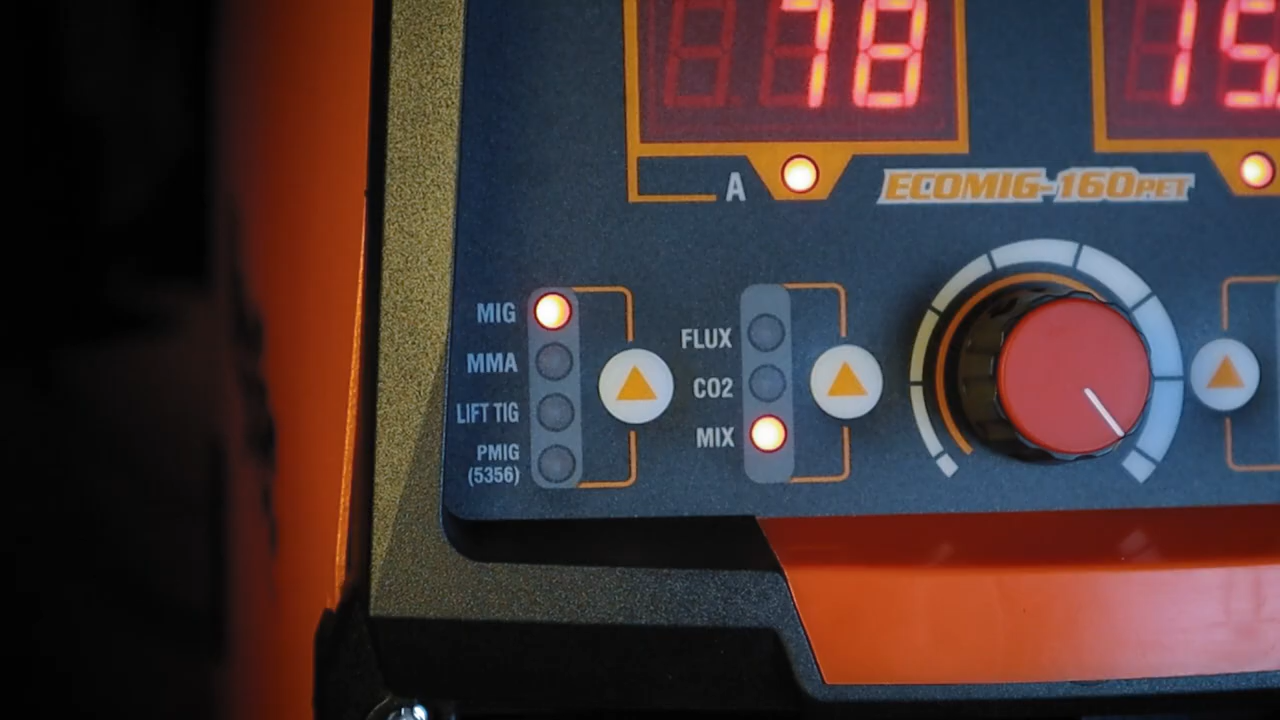 78
15
A
ECOMIG-160PET
MIG
MMA
LIFT TIG
PMIG
(5356)
FLUX
CO2
MIX